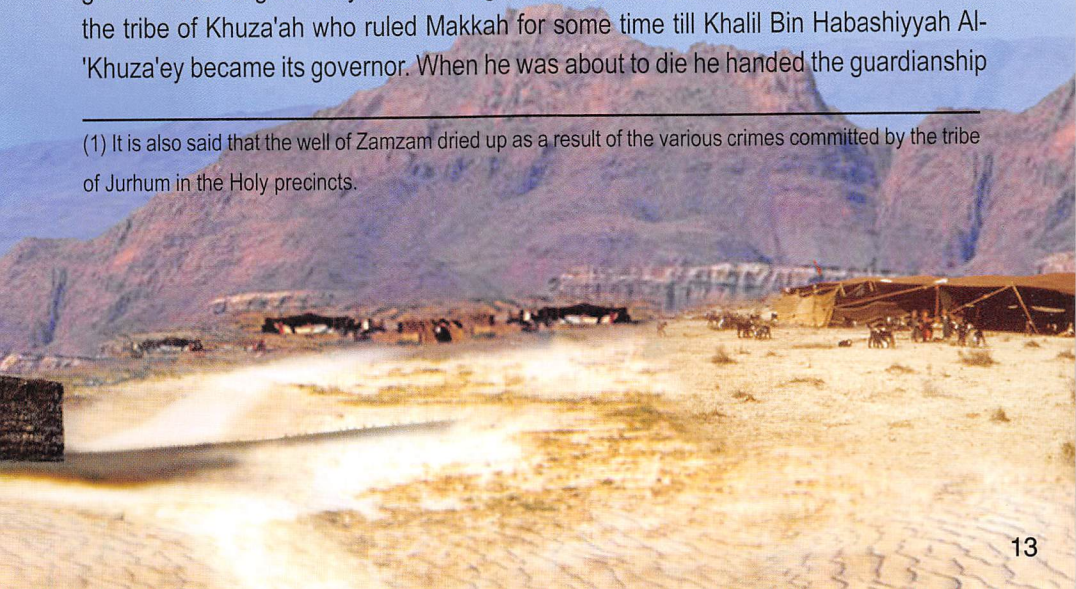 the tribe of Khuza'ah who ruled Makkah for some time till Khalil Bin Habashiyyah Al-
'Khuza'ey became its governor. When he was about to die he handed the guardianship
(1) It is also said that the well of Zamzam dried up as a result of the various crimes committed by the tribe
of Jurhum in the Holy precincts.
13